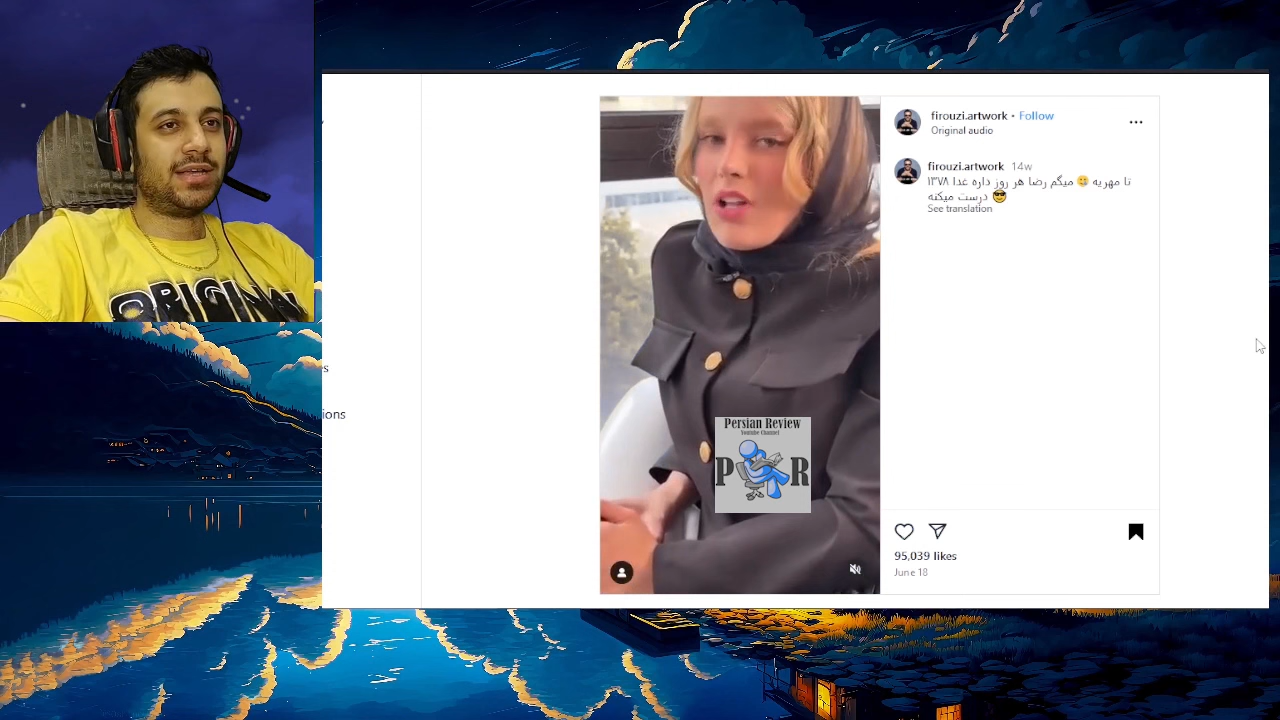 ORIGINAL
s
ions
Persian Review
Youtube Channel
P R
firouzi.artwork • Follow
Original audio
firouzi.artwork 14w
تا مهریه 🥲 میگم رضا هر روز داره غذا ۱۳۷۸
درست میکنه 😎
See translation
95,039 likes
June 18